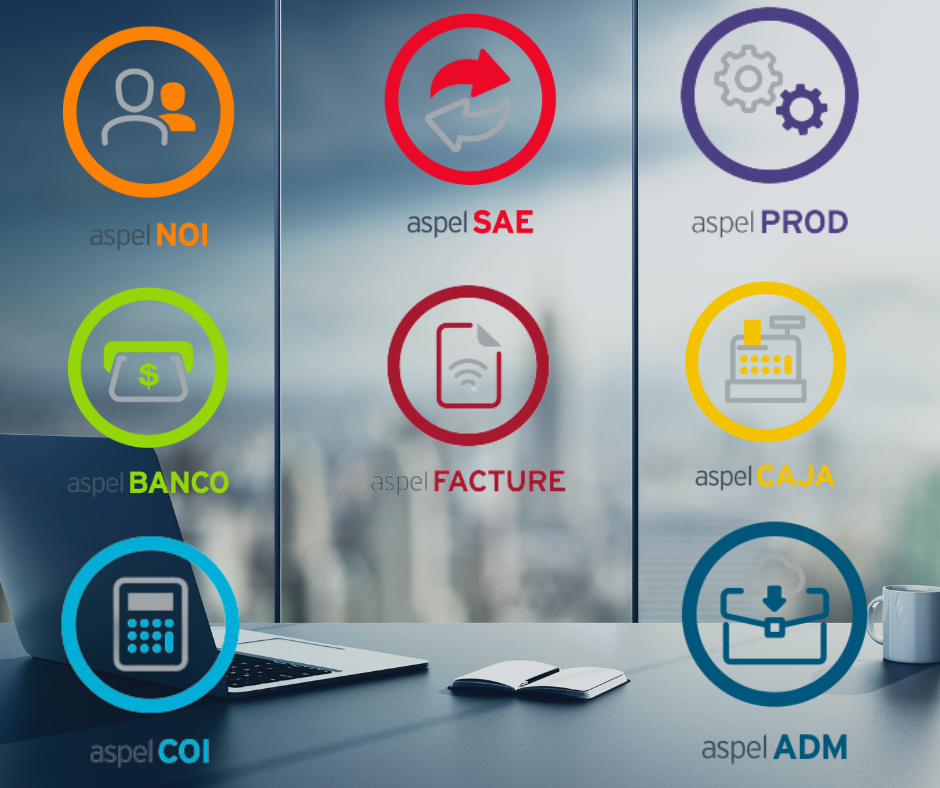 aspel NOI
aspel SAE
aspel PROD
aspel BANCO
aspel FACTURE
aspel CAJA
aspel COI
aspel ADM
$